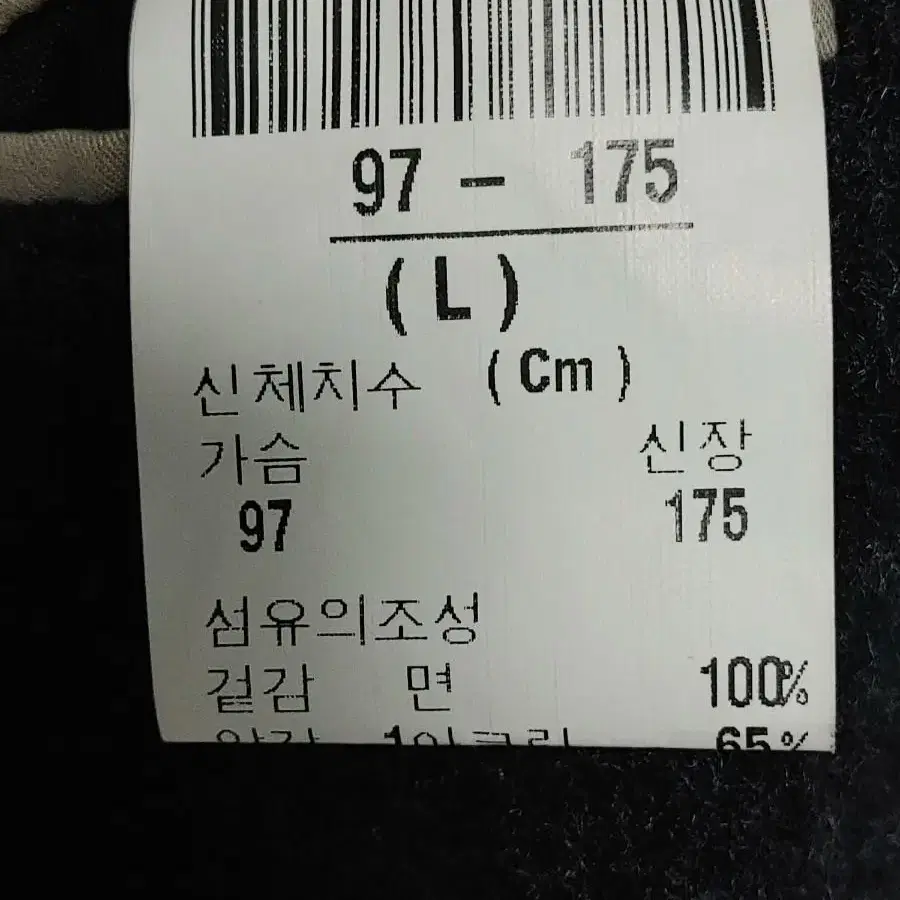 97 - 175
(L)
신체치수 (Cm)
가슴 신장
97 175
섬유의조성
겉감 면 100%
65%